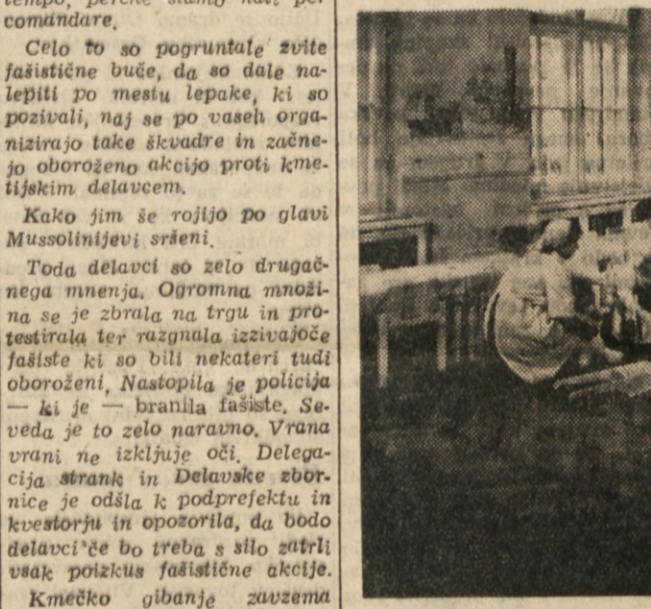 tempo, perchè siamo nati per
comandare.
Celo to so pogruntale zvite
fašistične buče, da so dale na-
lepiti po mestu lepake, ki so
pozivali, naj se po vaseh orga-
nizirajo take škvadre in začne-
jo oboroženo akcijo proti kme-
tijskim delavcem.
Kako jim še rojijo po glavi
Mussolinijevi sršeni.
Toda delavci so zelo drugač-
nega mnenja. Ogromna množi-
na se je zbrala na trgu in pro-
testirala ter razgnala izzivajoče
fašiste ki so bili nekateri tudi
oboroženi, Nastopila je policija
— ki je — branila fašiste. Se-
veda je to zelo naravno. Vrana
vrani ne izkljuje oči. Delega-
cija strank in Delavske zbor-
nice je odšla k podprefektu in
kvestorju in opozorila, da bodo
delavci če bo treba s silo zatrli
vsak poizkus fašistične akcije.
Kmečko gibanje zavzema